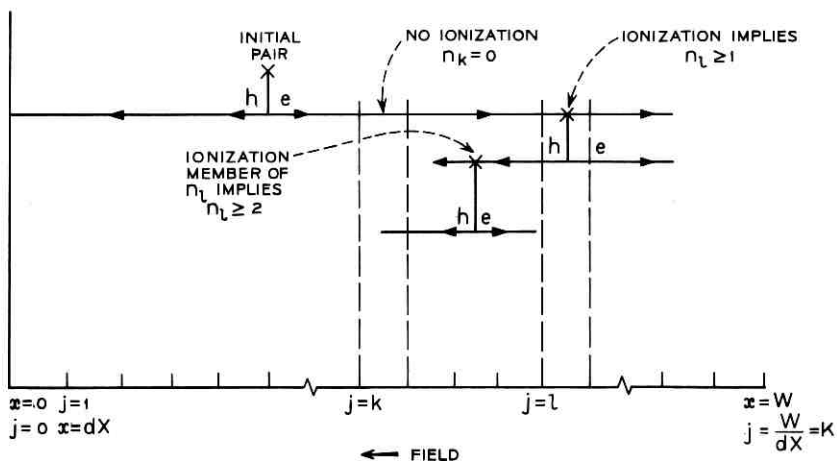 INITIAL
PAIR
NO IONIZATION
n_k=0
IONIZATION IMPLIES
n_l ≥ 1
h e
h e
IONIZATION
MEMBER OF
n_l IMPLIES
n_l ≥ 2
h e
x=0 j=1 j=k j=l x=W
j=0 x=dX j = W/dX = K
← FIELD